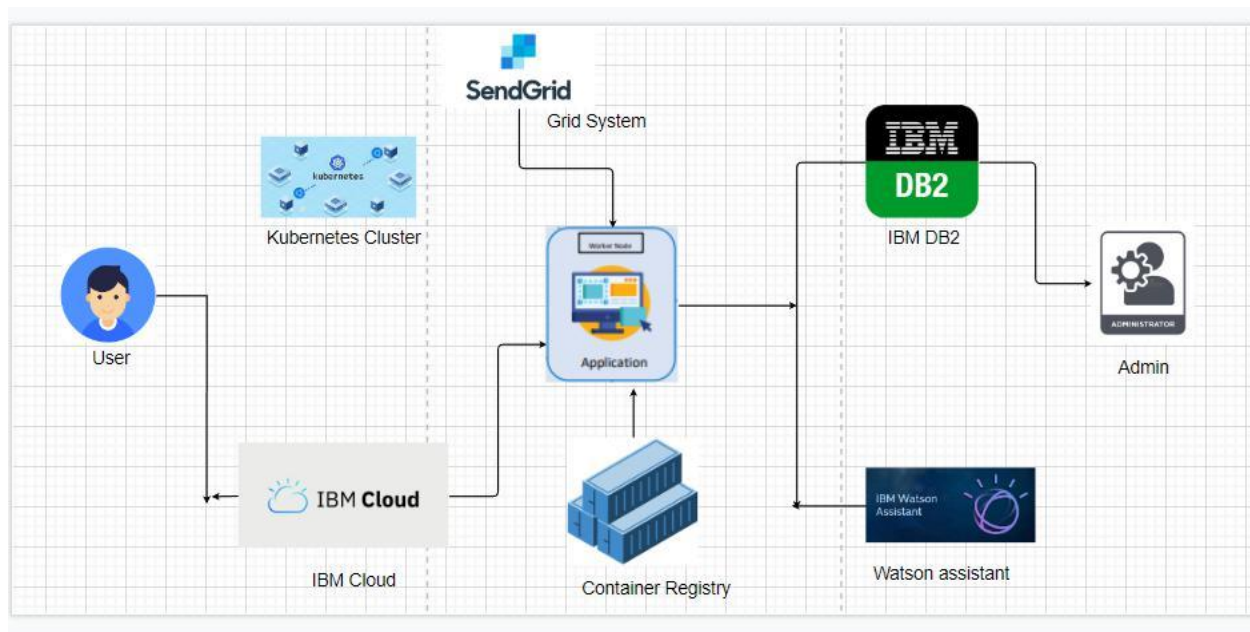 SendGrid
Grid System
kubernetes
Kubernetes Cluster
User
Worker Node
Application
IBM
DB2
IBM DB2
ADMINISTRATOR
Admin
IBM Cloud
IBM Cloud
Container Registry
IBM Watson
Assistant
Watson assistant